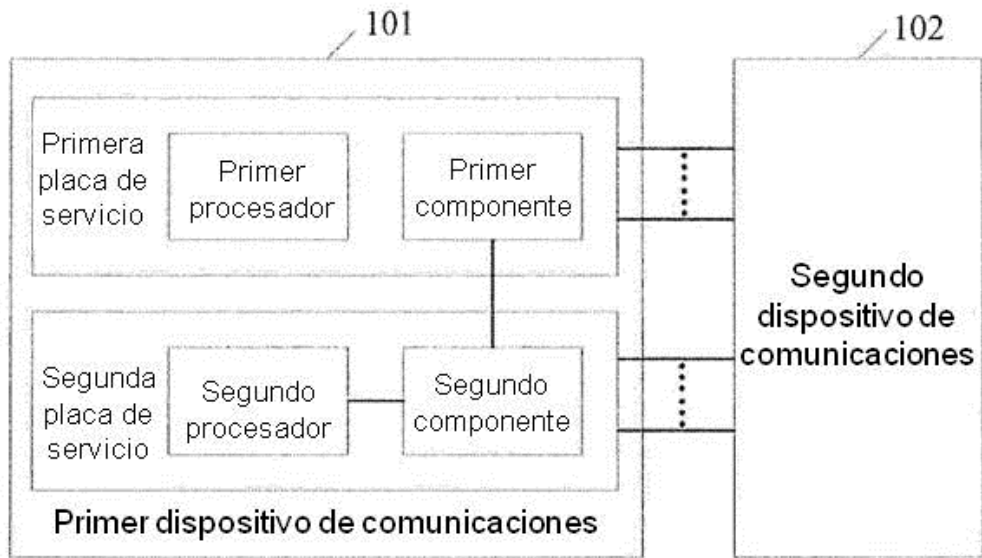 101
102
Primera
placa de
servicio
Primer
procesador
Primer
componente
Segunda
placa de
servicio
Segundo
procesador
Segundo
componente
Primer dispositivo de comunicaciones
Segundo
dispositivo de
comunicaciones